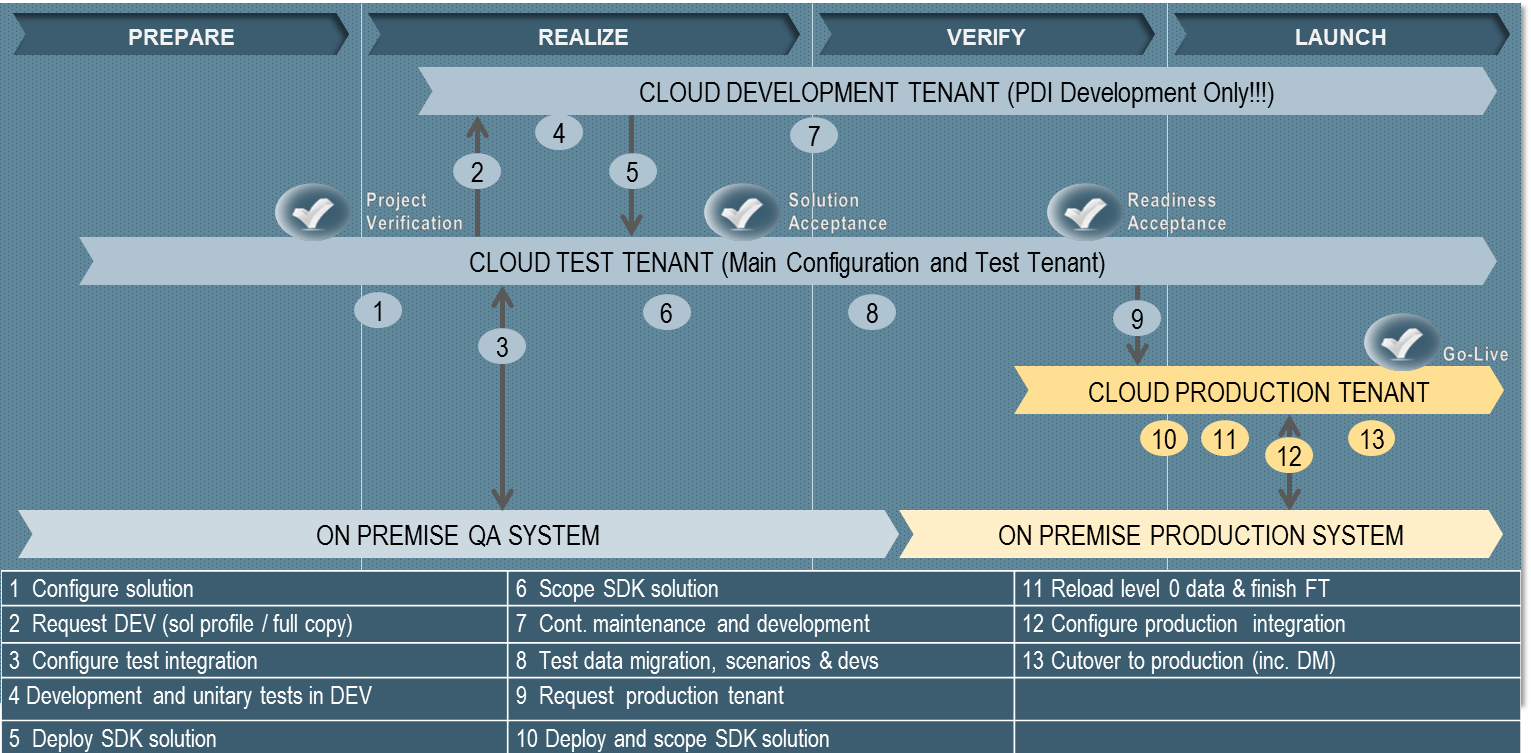 PREPARE
REALIZE
VERIFY
LAUNCH
CLOUD DEVELOPMENT TENANT (PDI Development Only!!!)
4
7
2
5
Project
Verification
Solution
Acceptance
Readiness
Acceptance
CLOUD TEST TENANT (Main Configuration and Test Tenant)
1
6
8
9
3
Go-Live
CLOUD PRODUCTION TENANT
10
11
13
12
ON PREMISE QA SYSTEM
ON PREMISE PRODUCTION SYSTEM
1 Configure solution
6 Scope SDK solution
11 Reload level 0 data & finish FT
2 Request DEV (sol profile / full copy)
7 Cont. maintenance and development
12 Configure production integration
3 Configure test integration
8 Test data migration, scenarios & devs
13 Cutover to production (inc. DM)
4 Development and unitary tests in DEV
9 Request production tenant
5 Deploy SDK solution
10 Deploy and scope SDK solution